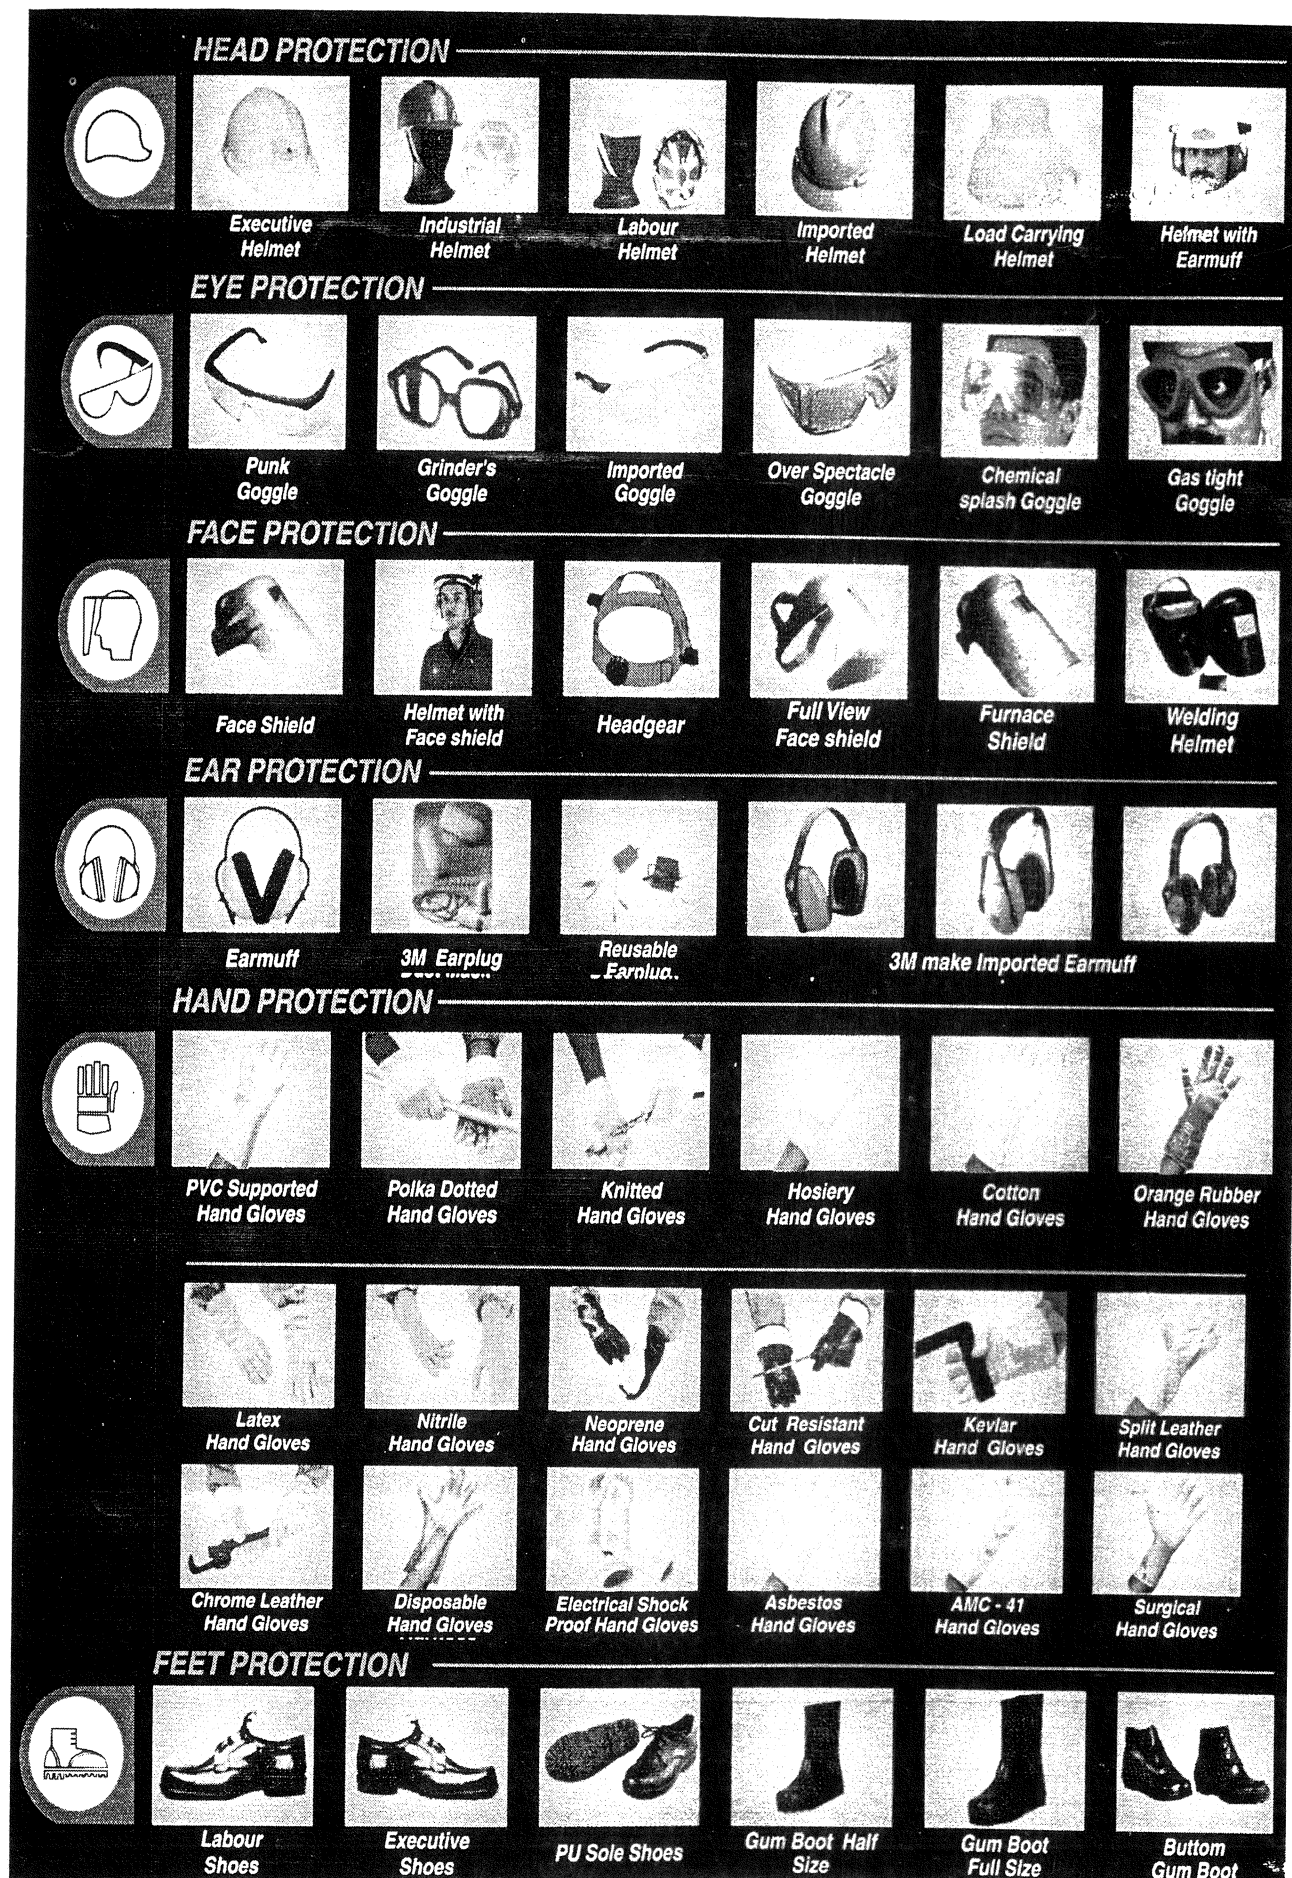 HEAD PROTECTION
Executive
Helmet
Industrial
Helmet
Labour
Helmet
Imported
Helmet
Load Carrying
Helmet
Helmet with
Earmuff
EYE PROTECTION
Punk
Goggle
Grinder's
Goggle
Imported
Goggle
Over Spectacle
Goggle
Chemical
splash Goggle
Gas tight
Goggle
FACE PROTECTION
Face Shield
Helmet with
Face shield
Headgear
Full View
Face shield
Furnace
Shield
Welding
Helmet
EAR PROTECTION
Earmuff
3M Earplug
Reusable
Earplug
3M make Imported Earmuff
HAND PROTECTION
PVC Supported
Hand Gloves
Polka Dotted
Hand Gloves
Knitted
Hand Gloves
Hosiery
Hand Gloves
Cotton
Hand Gloves
Orange Rubber
Hand Gloves
Latex
Hand Gloves
Nitrile
Hand Gloves
Neoprene
Hand Gloves
Cut Resistant
Hand Gloves
Kevlar
Hand Gloves
Split Leather
Hand Gloves
Chrome Leather
Hand Gloves
Disposable
Hand Gloves
Electrical Shock
Proof Hand Gloves
Asbestos
Hand Gloves
AMC - 41
Hand Gloves
Surgical
Hand Gloves
FEET PROTECTION
Labour
Shoes
Executive
Shoes
PU Sole Shoes
Gum Boot Half
Size
Gum Boot
Full Size
Buttom
Gum Boot